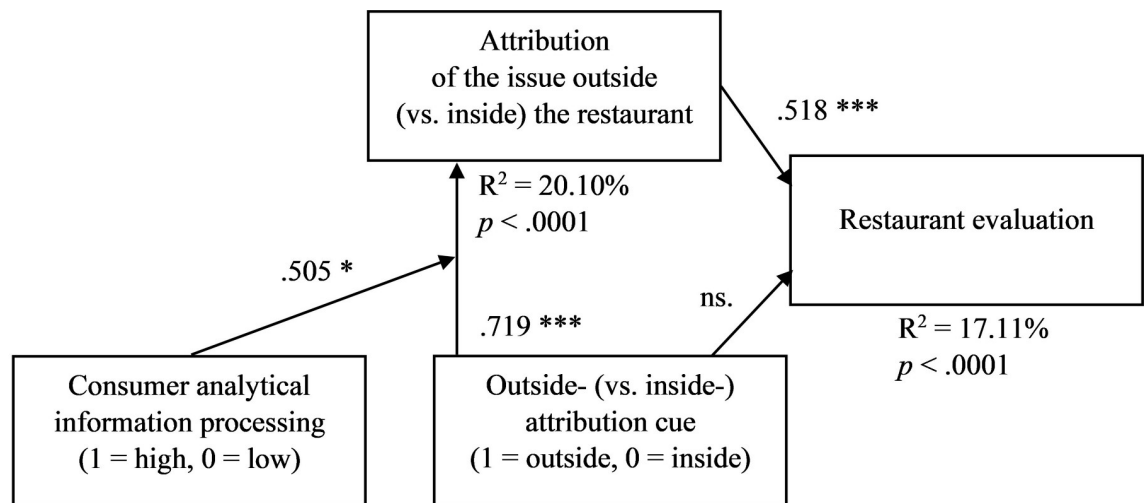 Attribution
of the issue outside
(vs. inside) the restaurant
.518 ***
R² = 20.10%
p < .0001
Restaurant evaluation
.505 *
ns.
.719 ***
R² = 17.11%
p < .0001
Consumer analytical
information processing
(1 = high, 0 = low)
Outside- (vs. inside-)
attribution cue
(1 = outside, 0 = inside)